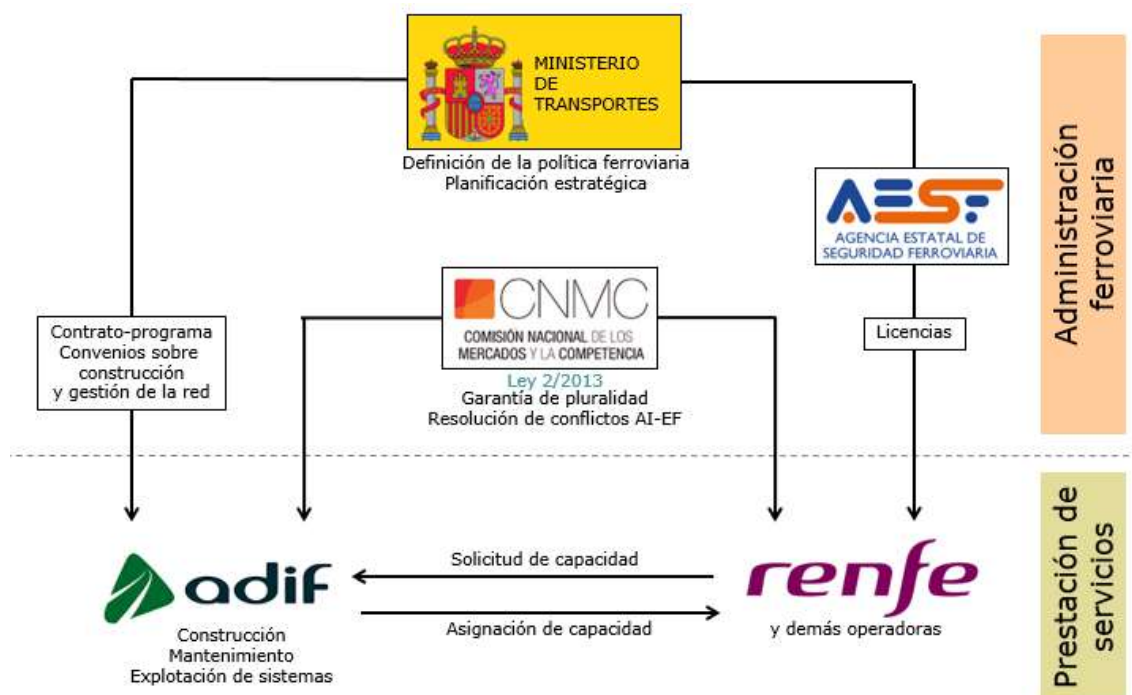 MINISTERIO
DE
TRANSPORTES
Definición de la política ferroviaria
Planificación estratégica
AESF
AGENCIA ESTATAL DE
SEGURIDAD FERROVIARIA
CNMC
COMISIÓN NACIONAL DE LOS
MERCADOS Y LA COMPETENCIA
Ley 2/2013
Garantía de pluralidad
Resolución de conflictos AI-EF
Contrato-programa
Convenios sobre
construcción
y gestión de la red
Licencias
Administración
ferroviaria
adif
Construcción
Mantenimiento
Explotación de sistemas
Solicitud de capacidad
Asignación de capacidad
renfe
y demás operadoras
Prestación de
servicios